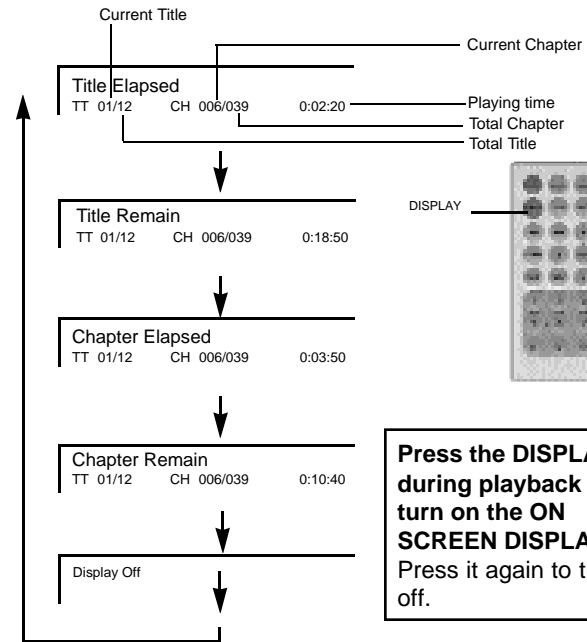 Current Title
Current Chapter
Title Elapsed
TT 01/12 CH 006/039 0:02:20
Playing time
Total Chapter
Total Title
DISPLAY
Title Remain
TT 01/12 CH 006/039 0:18:50
Chapter Elapsed
TT 01/12 CH 006/039 0:03:50
Chapter Remain
TT 01/12 CH 006/039 0:10:40
Display Off
Press the DISPLA
during playback
turn on the ON
SCREEN DISPLA
Press it again to t
off.